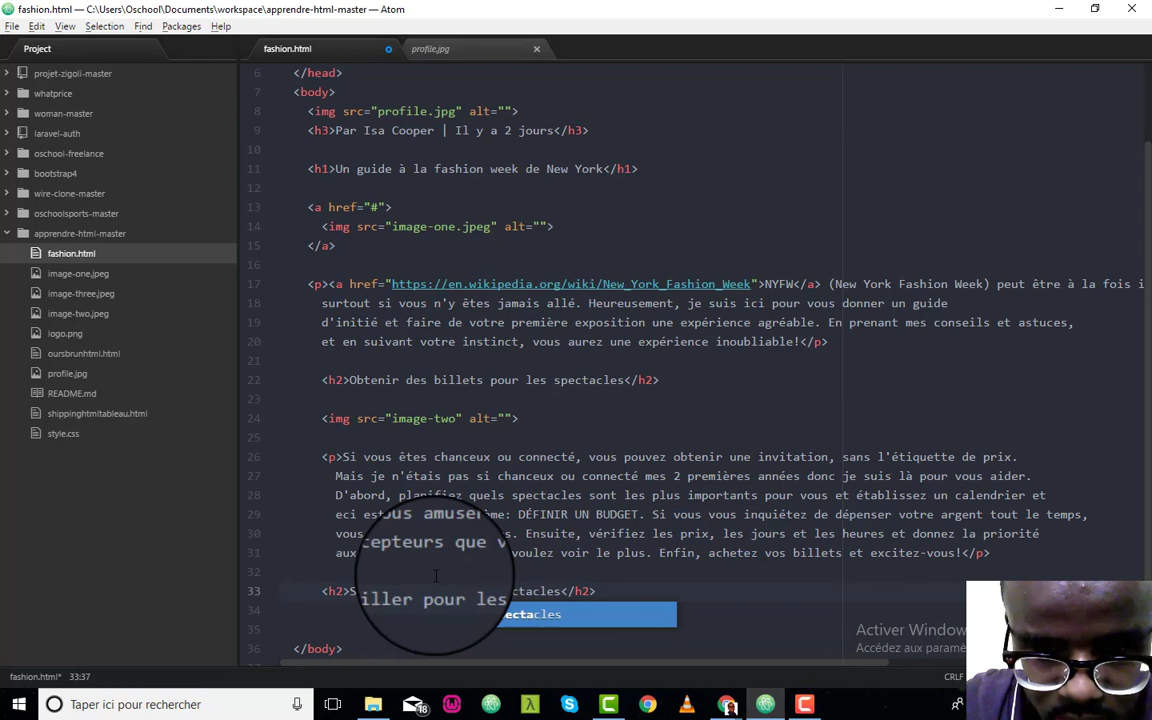 fashion.html — C:\Users\Oschool\Documents\workspace\apprendre-html-master — Atom
File Edit View Selection Find Packages Help
Project
fashion.html
profile.jpg
projet-zigoli-master
whatprice
woman-master
laravel-auth
oschool-freelance
bootstrap4
wire-clone-master
oschoolsports-master
apprendre-html-master
fashion.html
image-one.jpeg
image-three.jpeg
image-two.jpeg
logo.png
oursbrunhtml.html
profile.jpg
README.md
shippinghtmltableau.html
style.css
6 </head>
7 <body>
8 <img src="profile.jpg" alt="">
9 <h3>Par Isa Cooper | Il y a 2 jours</h3>
10
11 <h1>Un guide à la fashion week de New York</h1>
12
13 <a href="#">
14 <img src="image-one.jpeg" alt="">
15 </a>
16
17 <p><a href="https://en.wikipedia.org/wiki/New_York_Fashion_Week">NYFW</a> (New York Fashion Week) peut être à la fois i
18 surtout si vous n'y êtes jamais allé. Heureusement, je suis ici pour vous donner un guide
19 d'initié et faire de votre première exposition une expérience agréable. En prenant mes conseils et astuces,
20 et en suivant votre instinct, vous aurez une expérience inoubliable!</p>
21
22 <h2>Obtenir des billets pour les spectacles</h2>
23
24 <img src="image-two" alt="">
25
26 <p>Si vous êtes chanceux ou connecté, vous pouvez obtenir une invitation, sans l'étiquette de prix.
27 Mais je n'étais pas si chanceux ou connecté mes 2 premières années donc je suis là pour vous aider.
28 D'abord, planifiez quels spectacles sont les plus importants pour vous et établissez un calendrier et
29 eci est ous amuser ème: DÉFINIR UN BUDGET. Si vous vous inquiétez de dépenser votre argent tout le temps,
30 vous cepteurs que v s. Ensuite, vérifiez les prix, les jours et les heures et donnez la priorité
31 aux voulez voir le plus. Enfin, achetez vos billets et excitez-vous!</p>
32
33 <h2>S iller pour les ectacles</h2>
34 ectacles
35
36 </body>
Activer Window
Accédez aux paramè
fashion.html* 33:37
CRLF
Taper ici pour rechercher
18